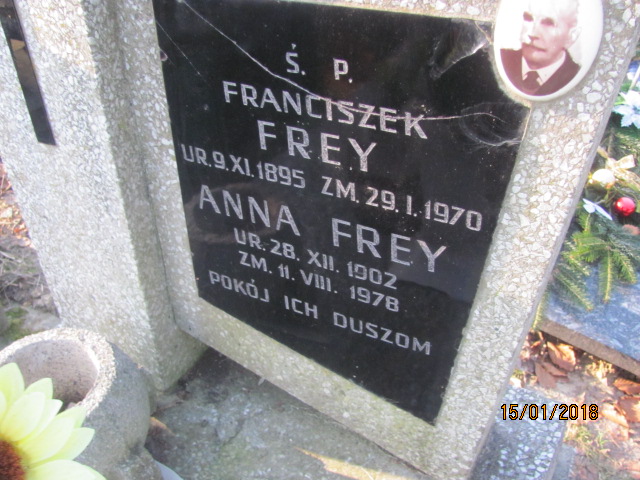 Ś. P.
FRANCISZEK
FREY
UR. 9. XI. 1895 ZM. 29. I. 1970
ANNA FREY
UR. 28. XII. 1902
ZM. 11. VIII. 1978
POKÓJ ICH DUSZOM
15/01/2018